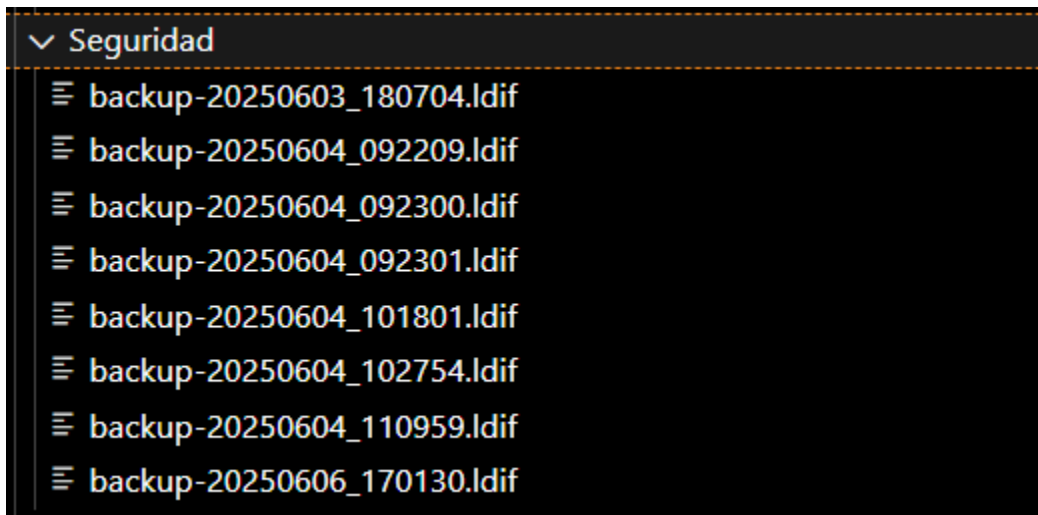 Seguridad
backup-20250603_180704.ldif
backup-20250604_092209.ldif
backup-20250604_092300.ldif
backup-20250604_092301.ldif
backup-20250604_101801.ldif
backup-20250604_102754.ldif
backup-20250604_110959.ldif
backup-20250606_170130.ldif